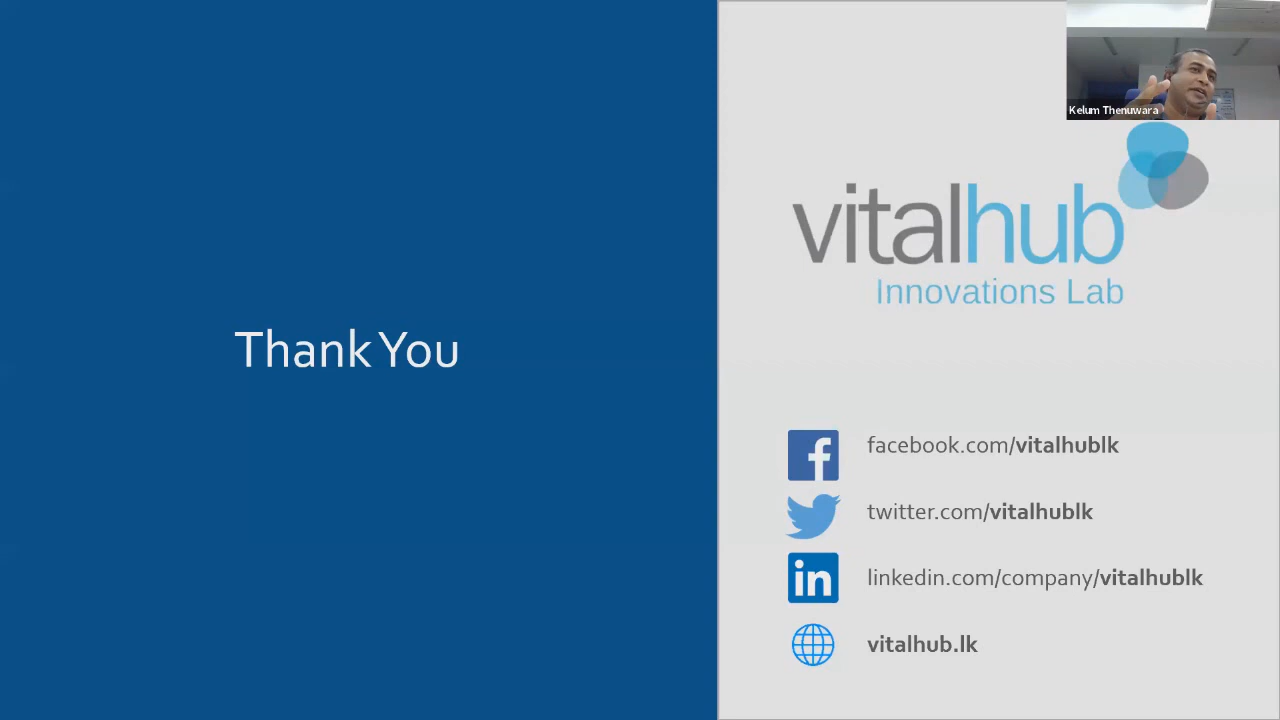 Thank You
Kelum Thenuwara
vitalhub
Innovations Lab
facebook.com/vitalhublk
twitter.com/vitalhublk
in linkedin.com/company/vitalhublk
vitalhub.lk